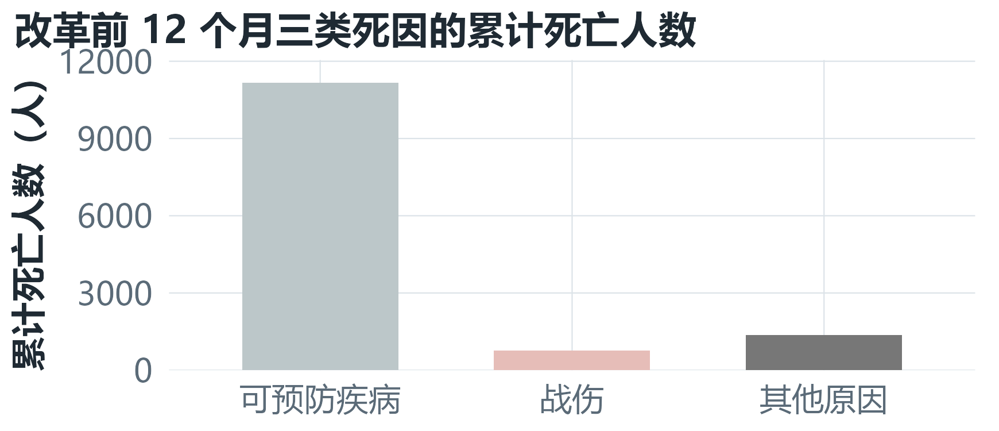 改革前 12 个月三类死因的累计死亡人数
累计死亡人数（人）
12000
9000
6000
3000
0
可预防疾病
战伤
其他原因